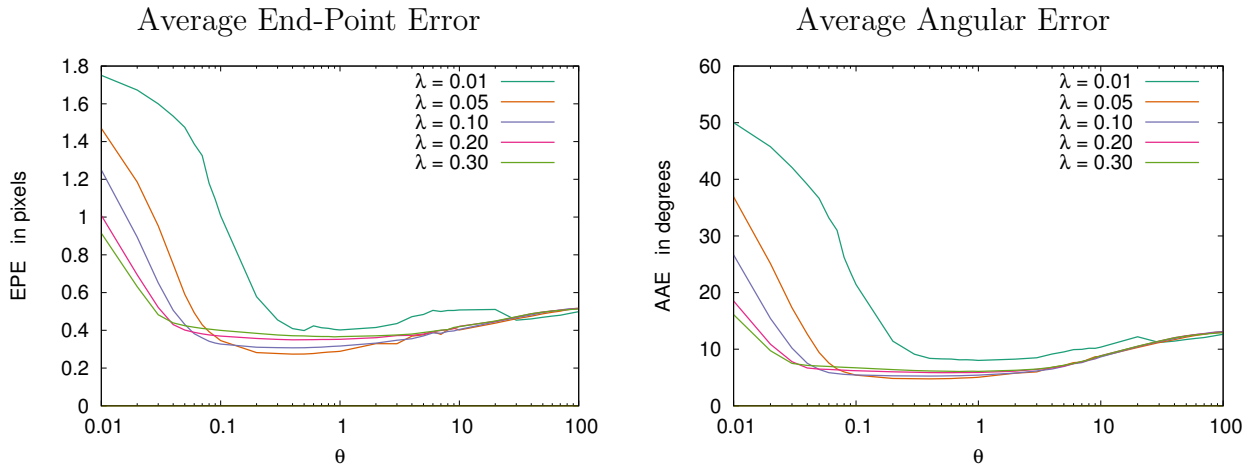 Average End-Point Error
1.8
1.6
1.4
1.2
1
0.8
0.6
0.4
0.2
0
EPE in pixels
λ = 0.01
λ = 0.05
λ = 0.10
λ = 0.20
λ = 0.30
0.01 0.1 1 10 100
θ
Average Angular Error
60
50
40
30
20
10
0
AAE in degrees
λ = 0.01
λ = 0.05
λ = 0.10
λ = 0.20
λ = 0.30
0.01 0.1 1 10 100
θ